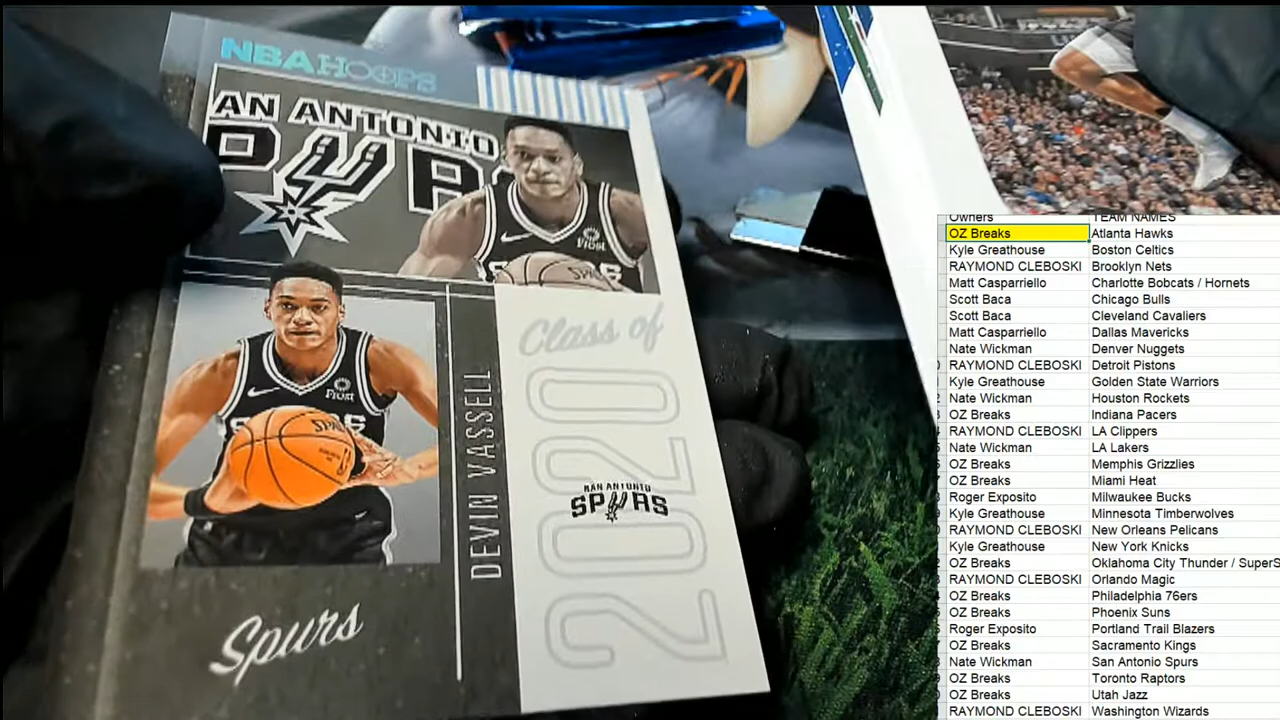 NBA HOOPS
AN ANTONIO
PURS
Frost
Class of
2020
SAN ANTONIO
SPURS
Frost
DEVIN VASSELL
Spurs
Owners TEAM NAMES
OZ Breaks Atlanta Hawks
Kyle Greathouse Boston Celtics
RAYMOND CLEBOSKI Brooklyn Nets
Matt Casparriello Charlotte Bobcats / Hornets
Scott Baca Chicago Bulls
Scott Baca Cleveland Cavaliers
Matt Casparriello Dallas Mavericks
Nate Wickman Denver Nuggets
RAYMOND CLEBOSKI Detroit Pistons
Kyle Greathouse Golden State Warriors
Nate Wickman Houston Rockets
OZ Breaks Indiana Pacers
RAYMOND CLEBOSKI LA Clippers
Nate Wickman LA Lakers
OZ Breaks Memphis Grizzlies
OZ Breaks Miami Heat
Roger Exposito Milwaukee Bucks
Kyle Greathouse Minnesota Timberwolves
RAYMOND CLEBOSKI New Orleans Pelicans
Kyle Greathouse New York Knicks
OZ Breaks Oklahoma City Thunder / SuperS
RAYMOND CLEBOSKI Orlando Magic
OZ Breaks Philadelphia 76ers
OZ Breaks Phoenix Suns
Roger Exposito Portland Trail Blazers
OZ Breaks Sacramento Kings
Nate Wickman San Antonio Spurs
OZ Breaks Toronto Raptors
OZ Breaks Utah Jazz
RAYMOND CLEBOSKI Washington Wizards